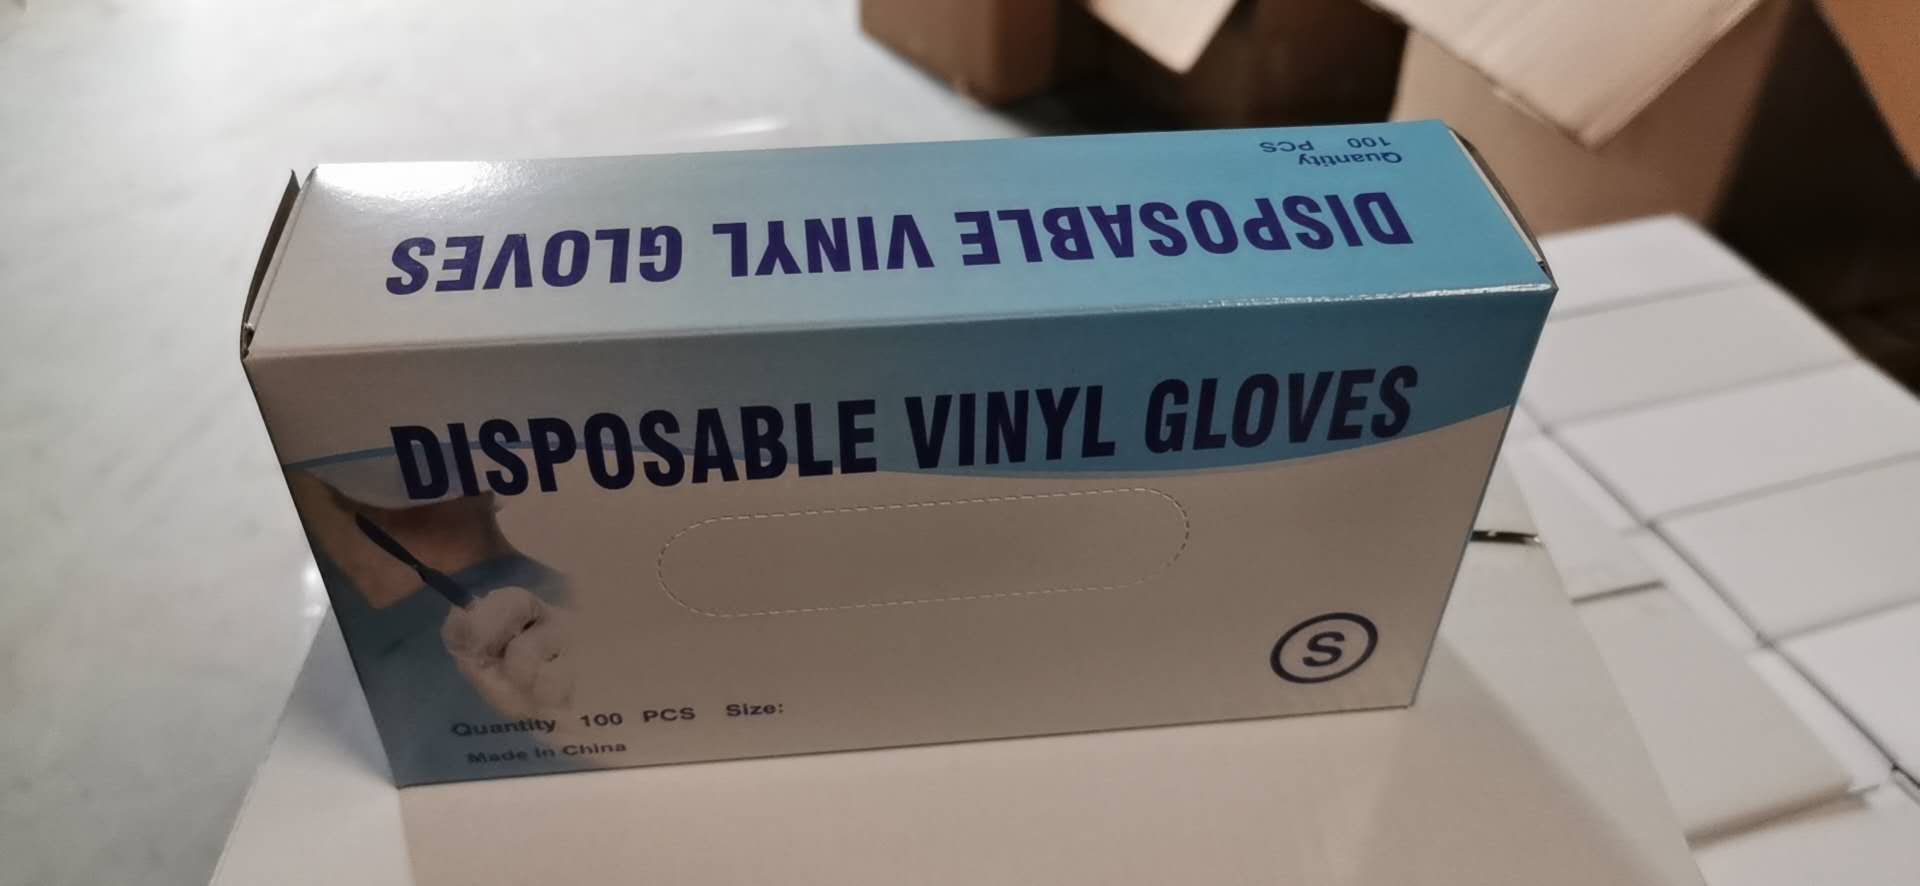 Quantity
100 PCS
DISPOSABLE VINYL GLOVES
DISPOSABLE VINYL GLOVES
S
Quantity 100 PCS Size:
Made in China